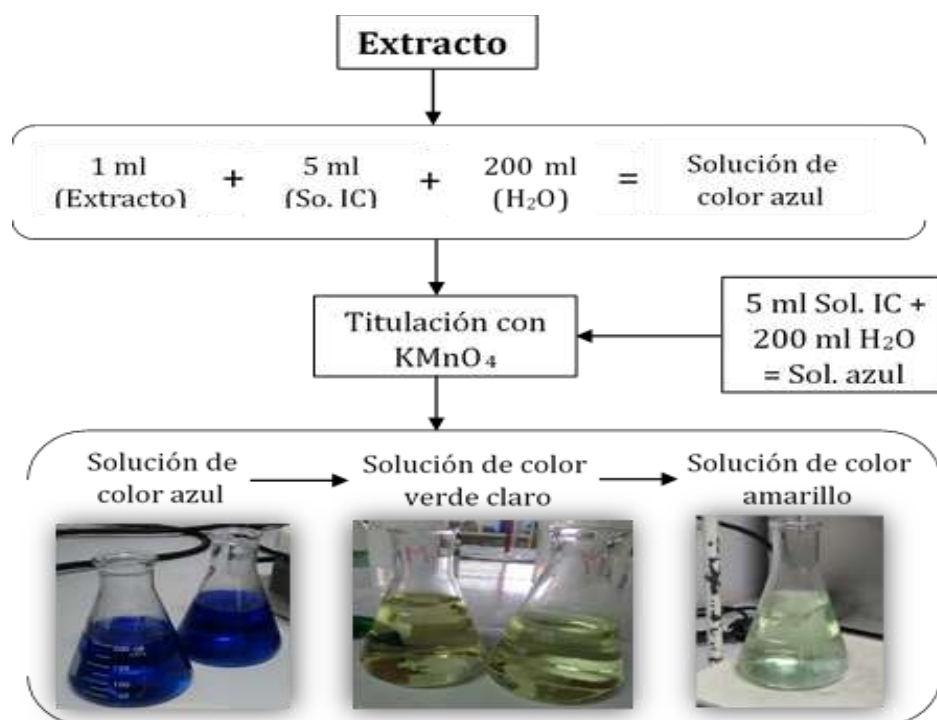 Extracto
1 ml + 5 ml + 200 ml = Solución de
(Extracto) (So. IC) (H₂O) color azul
Titulación con
KMnO₄
5 ml Sol. IC +
200 ml H₂O
= Sol. azul
Solución de
color azul
Solución de color
verde claro
Solución de color
amarillo